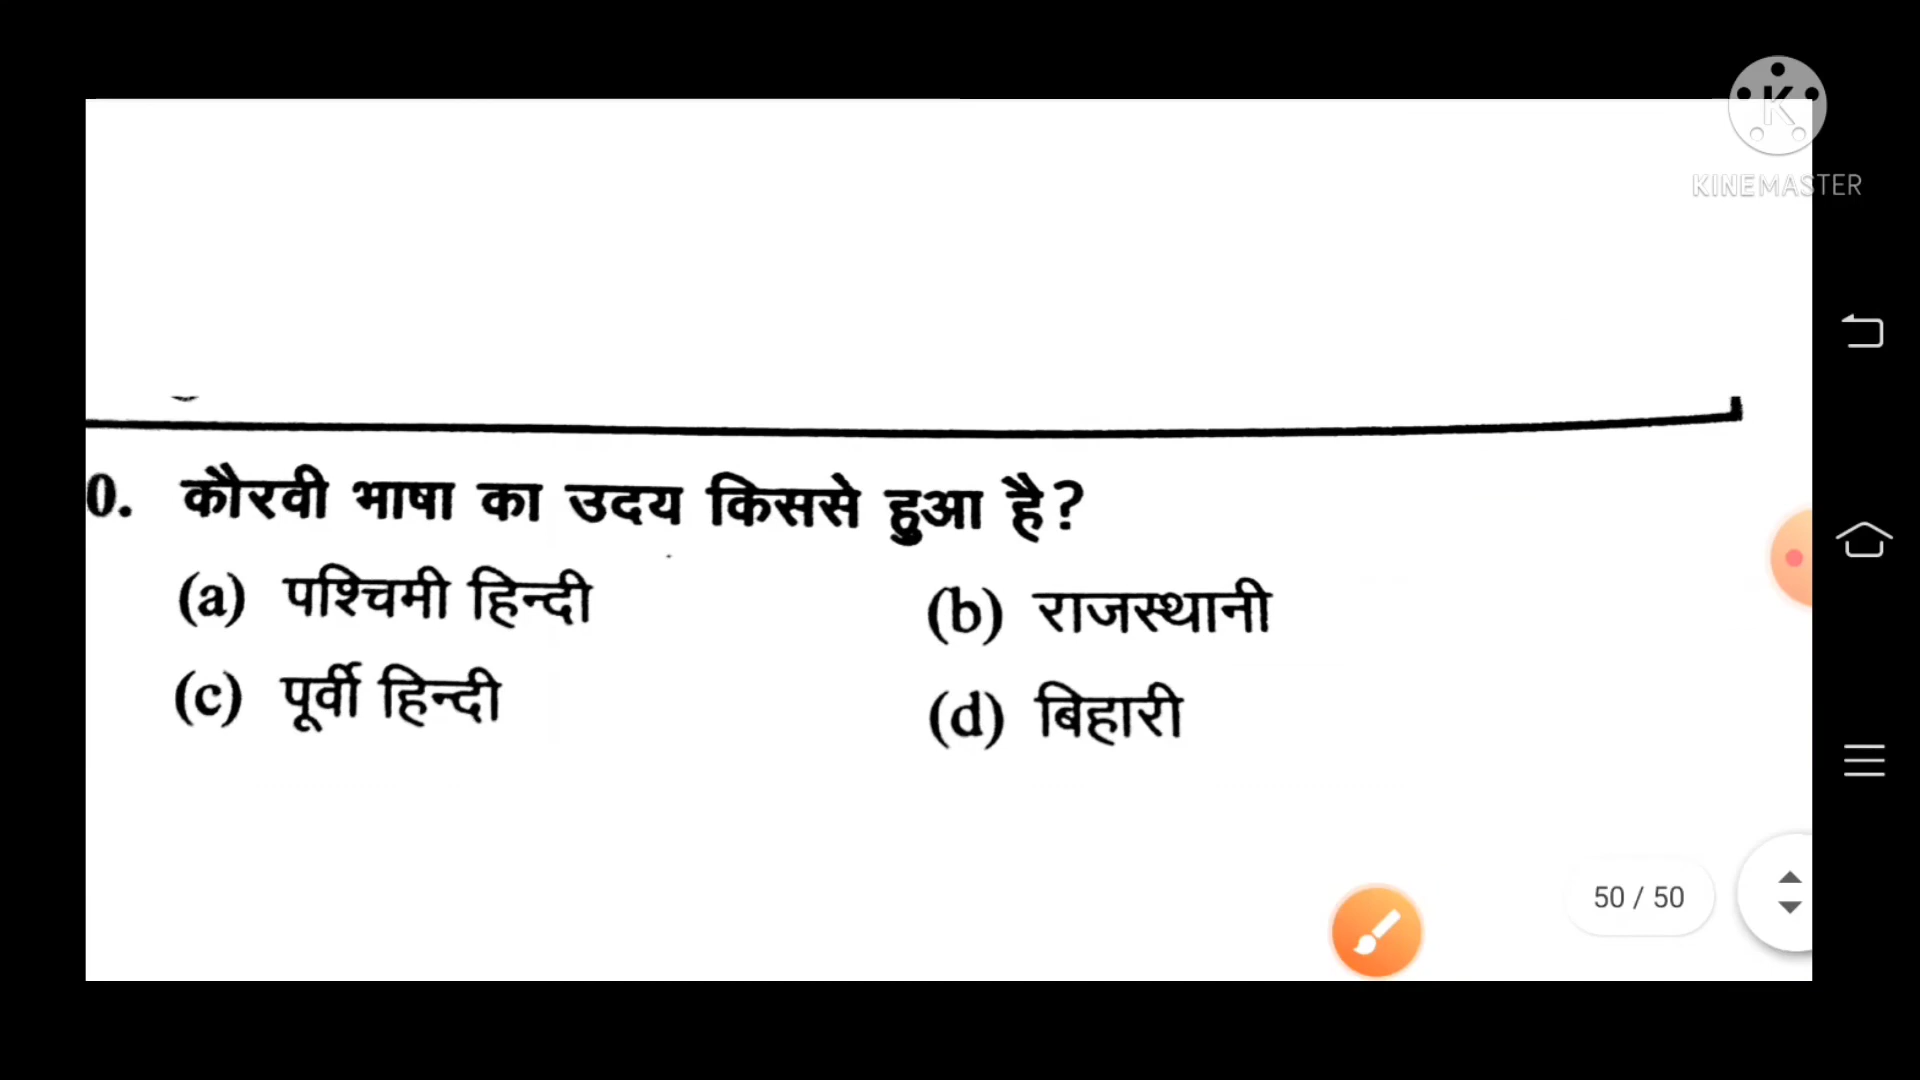 KINEMASTER
0. कौरवी भाषा का उदय किससे हुआ है?
(a) पश्चिमी हिन्दी (b) राजस्थानी
(c) पूर्वी हिन्दी (d) बिहारी
50 / 50